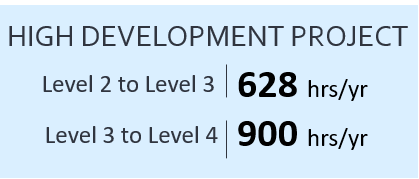 HIGH DEVELOPMENT PROJECT
Level 2 to Level 3 | 628 hrs/yr
Level 3 to Level 4 | 900 hrs/yr